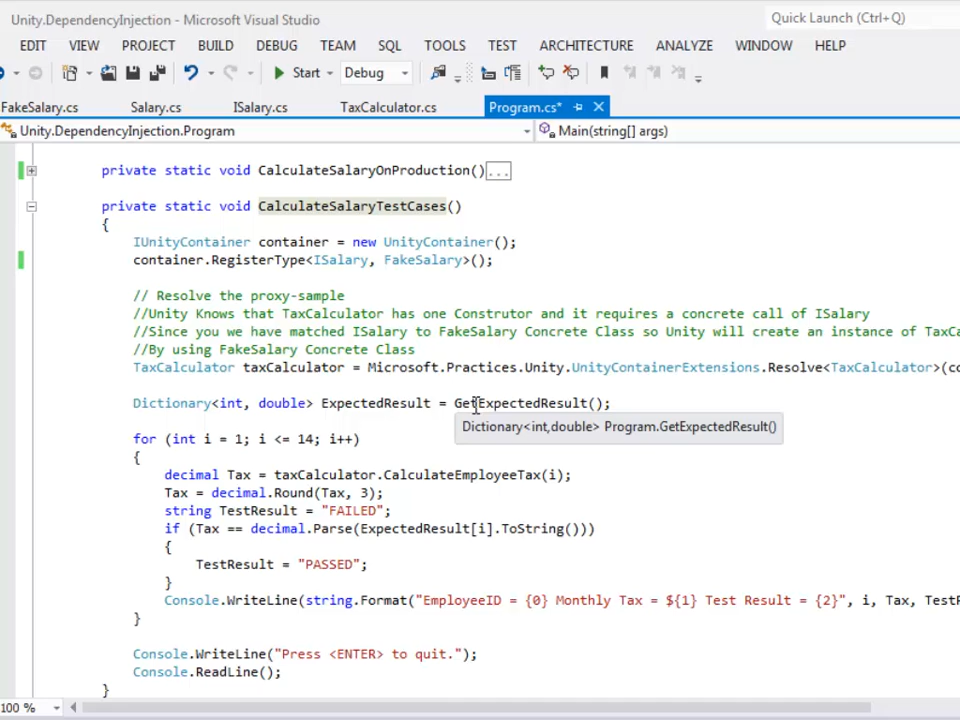 Unity.DependencyInjection - Microsoft Visual Studio
Quick Launch (Ctrl+Q)
EDIT VIEW PROJECT BUILD DEBUG TEAM SQL TOOLS TEST ARCHITECTURE ANALYZE WINDOW HELP
Start Debug
FakeSalary.cs Salary.cs ISalary.cs TaxCalculator.cs Program.cs*
Unity.DependencyInjection.Program Main(string[] args)
private static void CalculateSalaryOnProduction()...
private static void CalculateSalaryTestCases()
{
IUnityContainer container = new UnityContainer();
container.RegisterType<ISalary, FakeSalary>();
// Resolve the proxy-sample
//Unity Knows that TaxCalculator has one Construtor and it requires a concrete call of ISalary
//Since you we have matched ISalary to FakeSalary Concrete Class so Unity will create an instance of TaxCa
//By using FakeSalary Concrete Class
TaxCalculator taxCalculator = Microsoft.Practices.Unity.UnityContainerExtensions.Resolve<TaxCalculator>(co
Dictionary<int, double> ExpectedResult = GetExpectedResult();
Dictionary<int,double> Program.GetExpectedResult()
for (int i = 1; i <= 14; i++)
{
decimal Tax = taxCalculator.CalculateEmployeeTax(i);
Tax = decimal.Round(Tax, 3);
string TestResult = "FAILED";
if (Tax == decimal.Parse(ExpectedResult[i].ToString()))
{
TestResult = "PASSED";
}
Console.WriteLine(string.Format("EmployeeID = {0} Monthly Tax = ${1} Test Result = {2}", i, Tax, TestR
}
Console.WriteLine("Press <ENTER> to quit.");
Console.ReadLine();
}
100 %